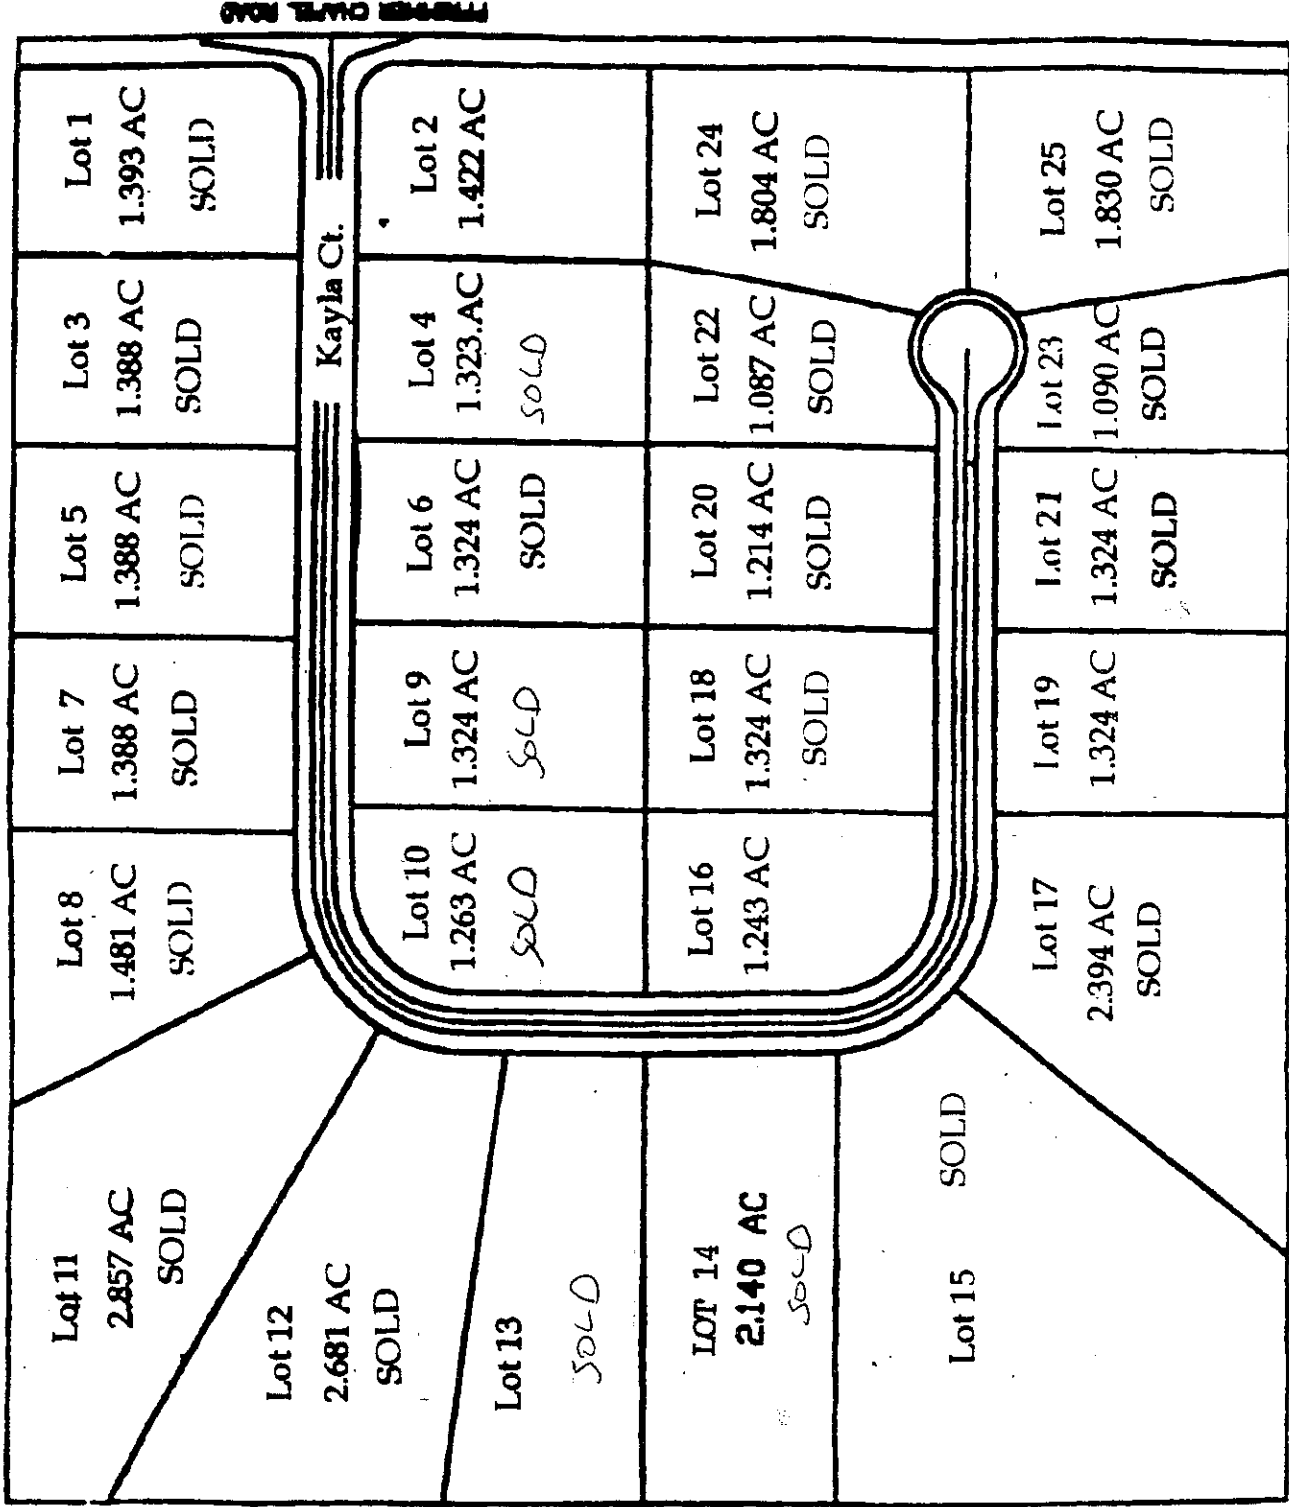 CHAPEL ROAD
Kayla Ct.
Lot 1
1.393 AC
SOLD
Lot 2
1.422 AC
Lot 3
1.388 AC
SOLD
Lot 4
1.323.AC
SOLD
Lot 5
1.388 AC
SOLD
Lot 6
1.324 AC
SOLD
Lot 7
1.388 AC
SOLD
Lot 8
1.481 AC
SOLD
Lot 9
1.324 AC
SOLD
Lot 10
1.263 AC
SOLD
Lot 11
2.857 AC
SOLD
Lot 12
2.681 AC
SOLD
Lot 13
SOLD
LOT 14
2.140 AC
SOLD
Lot 15
SOLD
Lot 16
1.243 AC
Lot 17
2.394 AC
SOLD
Lot 18
1.324 AC
SOLD
Lot 19
1.324 AC
Lot 20
1.214 AC
SOLD
Lot 21
1.324 AC
SOLD
Lot 22
1.087 AC
SOLD
Lot 23
1.090 AC
SOLD
Lot 24
1.804 AC
SOLD
Lot 25
1.830 AC
SOLD